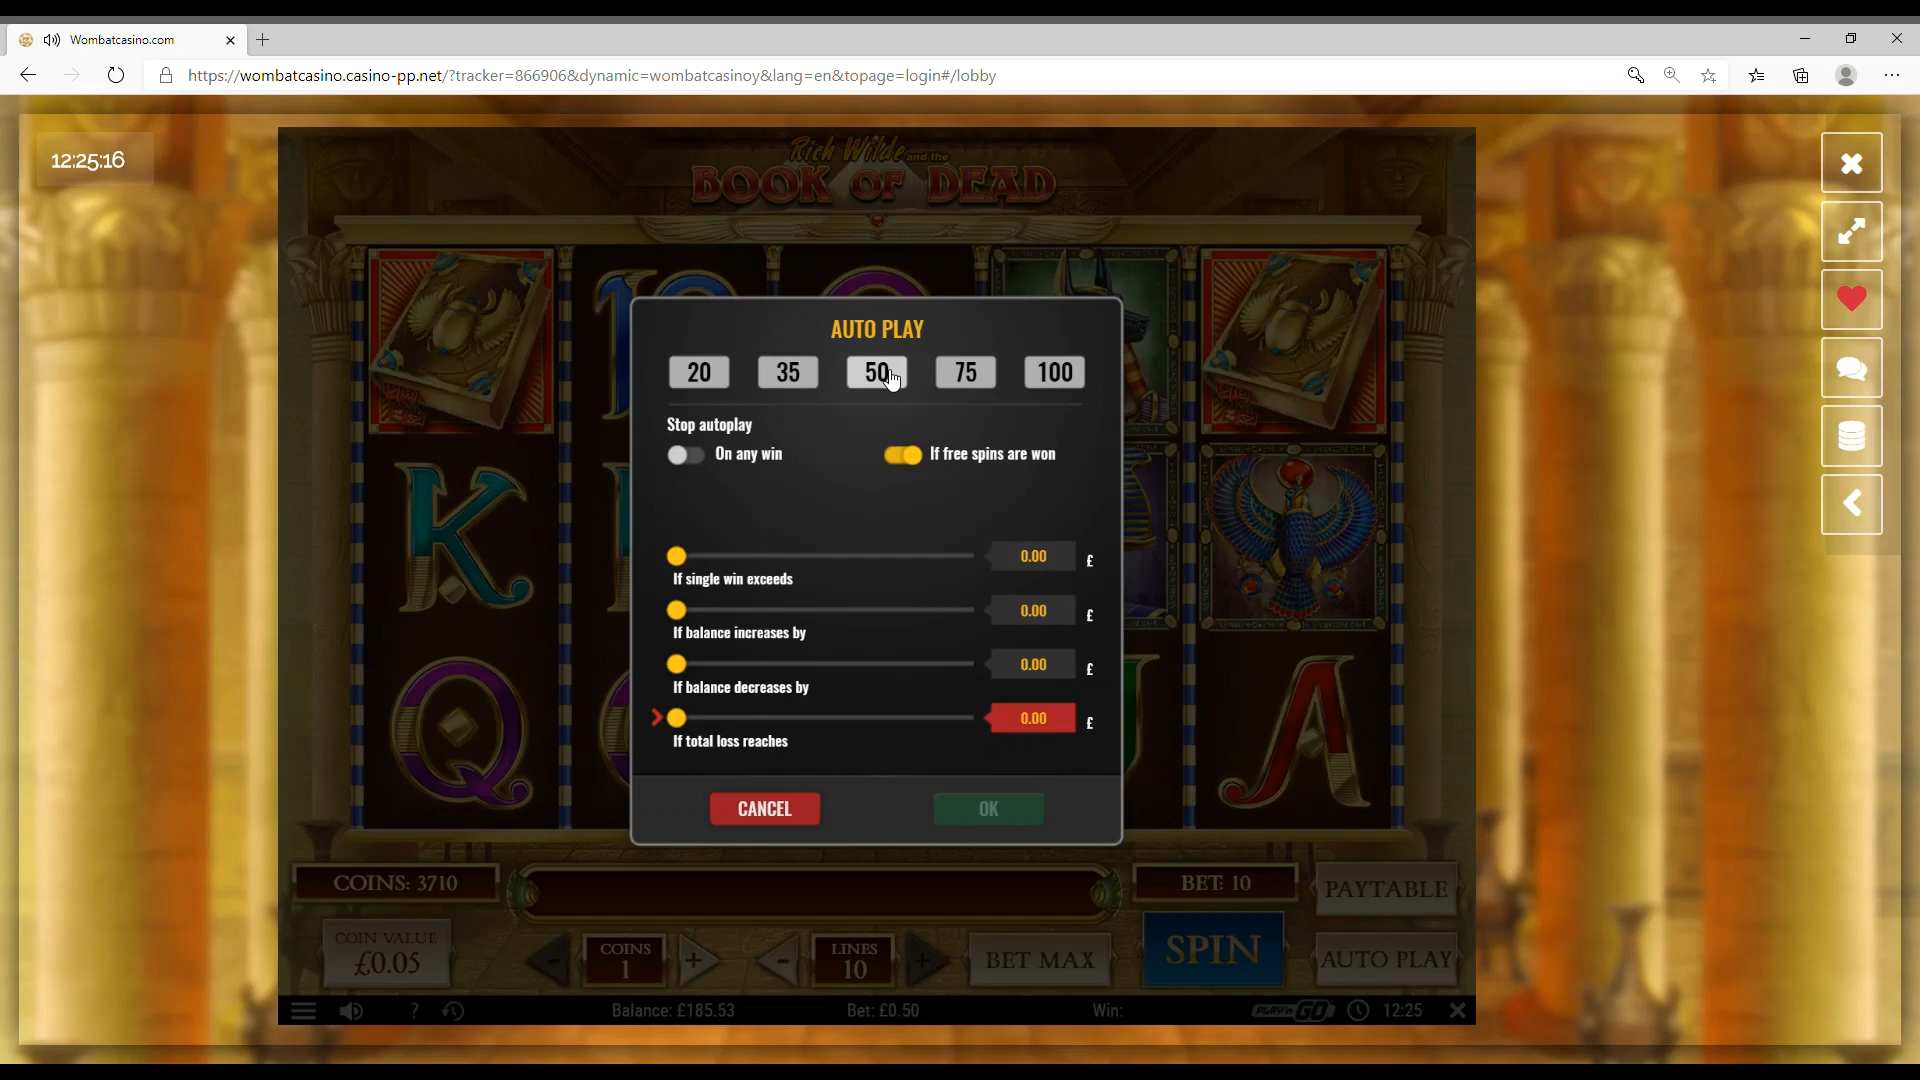 Wombatcasino.com
https://wombatcasino.casino-pp.net/?tracker=866906&dynamic=wombatcasinoy&lang=en&topage=login#/lobby
12:25:16
Rich Wilde and the
BOOK OF DEAD
AUTO PLAY
20 35 50 75 100
Stop autoplay
On any win If free spins are won
0.00 £
If single win exceeds
0.00 £
If balance increases by
0.00 £
If balance decreases by
0.00 £
If total loss reaches
CANCEL OK
K
Q
A
COINS: 3710 BET: 10 PAYTABLE
COIN VALUE
£0.05
- COINS
1 +
- LINES
10 +
BET MAX SPIN AUTO PLAY
? Balance: £185.53 Bet: £0.50 Win: PLAY'N GO 12:25